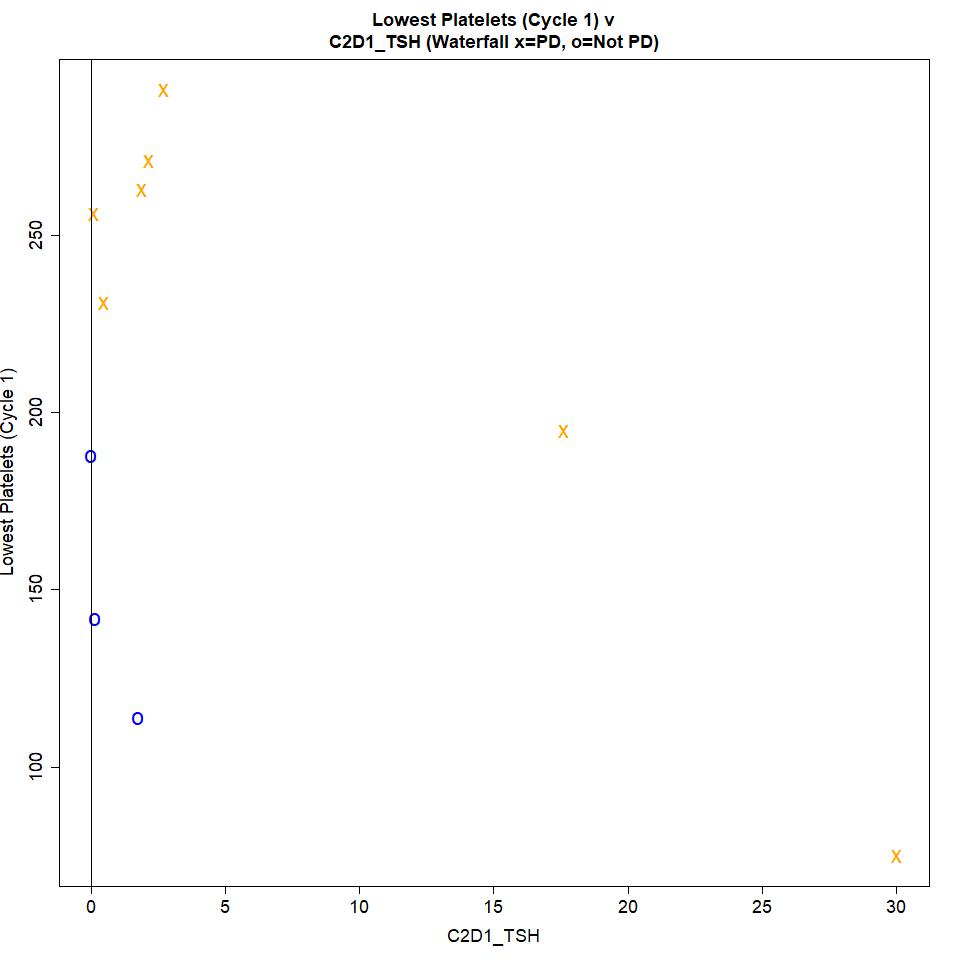 Lowest Platelets (Cycle 1) v
C2D1_TSH (Waterfall x=PD, o=Not PD)
Lowest Platelets (Cycle 1)
250
200
150
100
X
X
X
X
X
X
O
O
O
X
0 5 10 15 20 25 30
C2D1_TSH